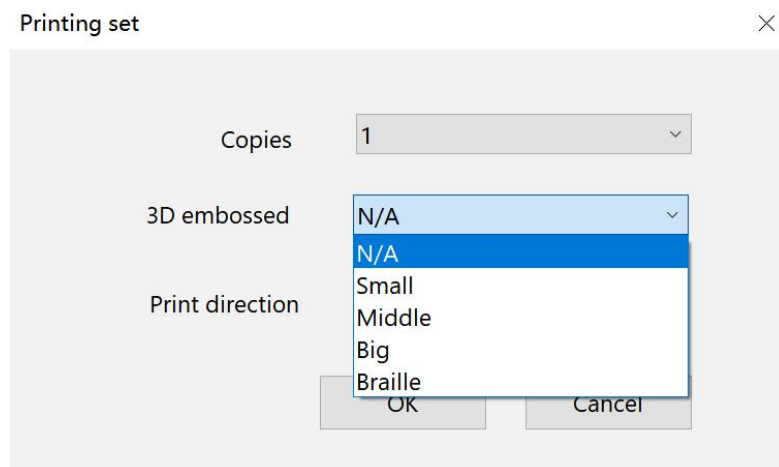 Printing set
Copies 1
3D embossed N/A
N/A
Small
Print direction
Middle
Big
Braille
OK Cancel